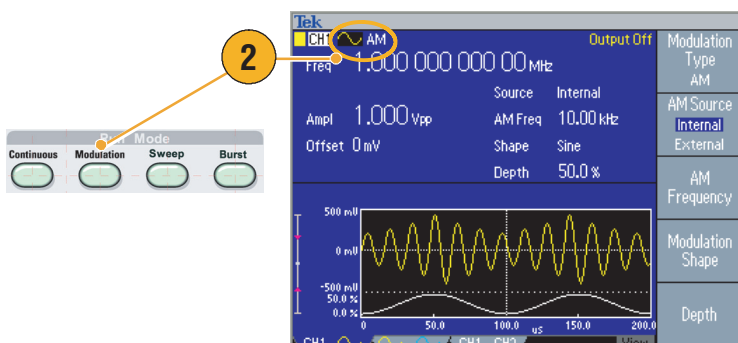 Tek
CH1 AM Output Off
Freq 1.000 000 000 00 MHz
Source Internal
Ampl 1.000 Vpp AM Freq 10.00 kHz
Offset 0 mV Shape Sine
Depth 50.0 %
Modulation
Type
AM
AM Source
Internal
External
AM
Frequency
Modulation
Shape
Depth
2
Run Mode
Continuous Modulation Sweep Burst
500 mV
0 mV
-500 mV
50.0 %
0.0 %
0 50.0 100.0 us 150.0 200.0
CH1 CH1 CH2 View